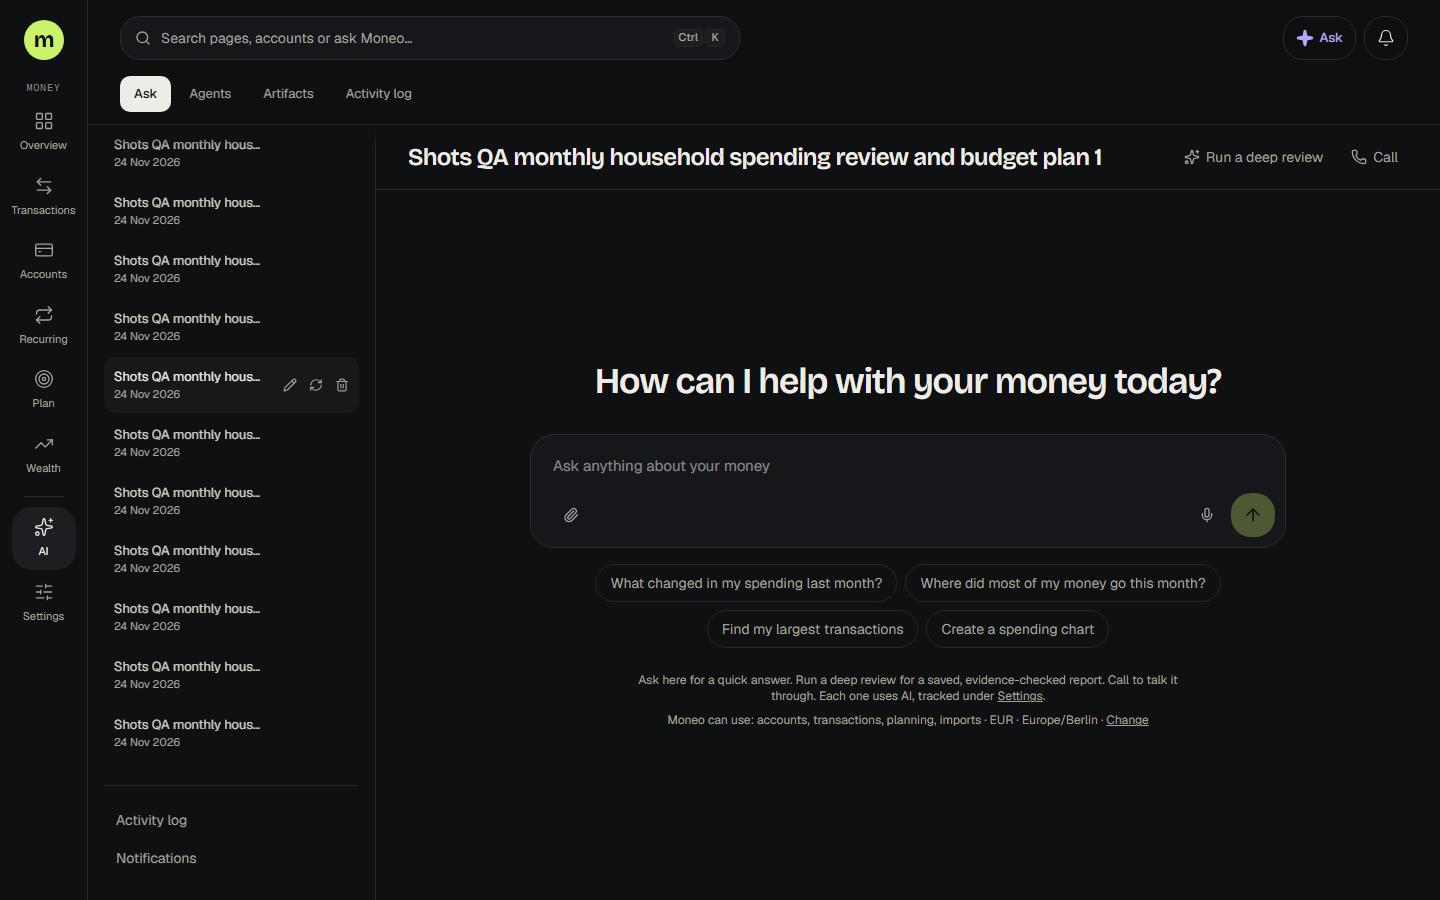 m
Search pages, accounts or ask Moneo...
Ctrl K
Ask
MONEY
Overview
Transactions
Accounts
Recurring
Plan
Wealth
AI
Settings
Ask Agents Artifacts Activity log
Shots QA monthly hous...
24 Nov 2026
Shots QA monthly hous...
24 Nov 2026
Shots QA monthly hous...
24 Nov 2026
Shots QA monthly hous...
24 Nov 2026
Shots QA monthly hous...
24 Nov 2026
Shots QA monthly hous...
24 Nov 2026
Shots QA monthly hous...
24 Nov 2026
Shots QA monthly hous...
24 Nov 2026
Shots QA monthly hous...
24 Nov 2026
Shots QA monthly hous...
24 Nov 2026
Shots QA monthly hous...
24 Nov 2026
Activity log
Notifications
Shots QA monthly household spending review and budget plan 1
Run a deep review
Call
How can I help with your money today?
Ask anything about your money
What changed in my spending last month?
Where did most of my money go this month?
Find my largest transactions
Create a spending chart
Ask here for a quick answer. Run a deep review for a saved, evidence-checked report. Call to talk it
through. Each one uses AI, tracked under Settings.
Moneo can use: accounts, transactions, planning, imports · EUR · Europe/Berlin · Change